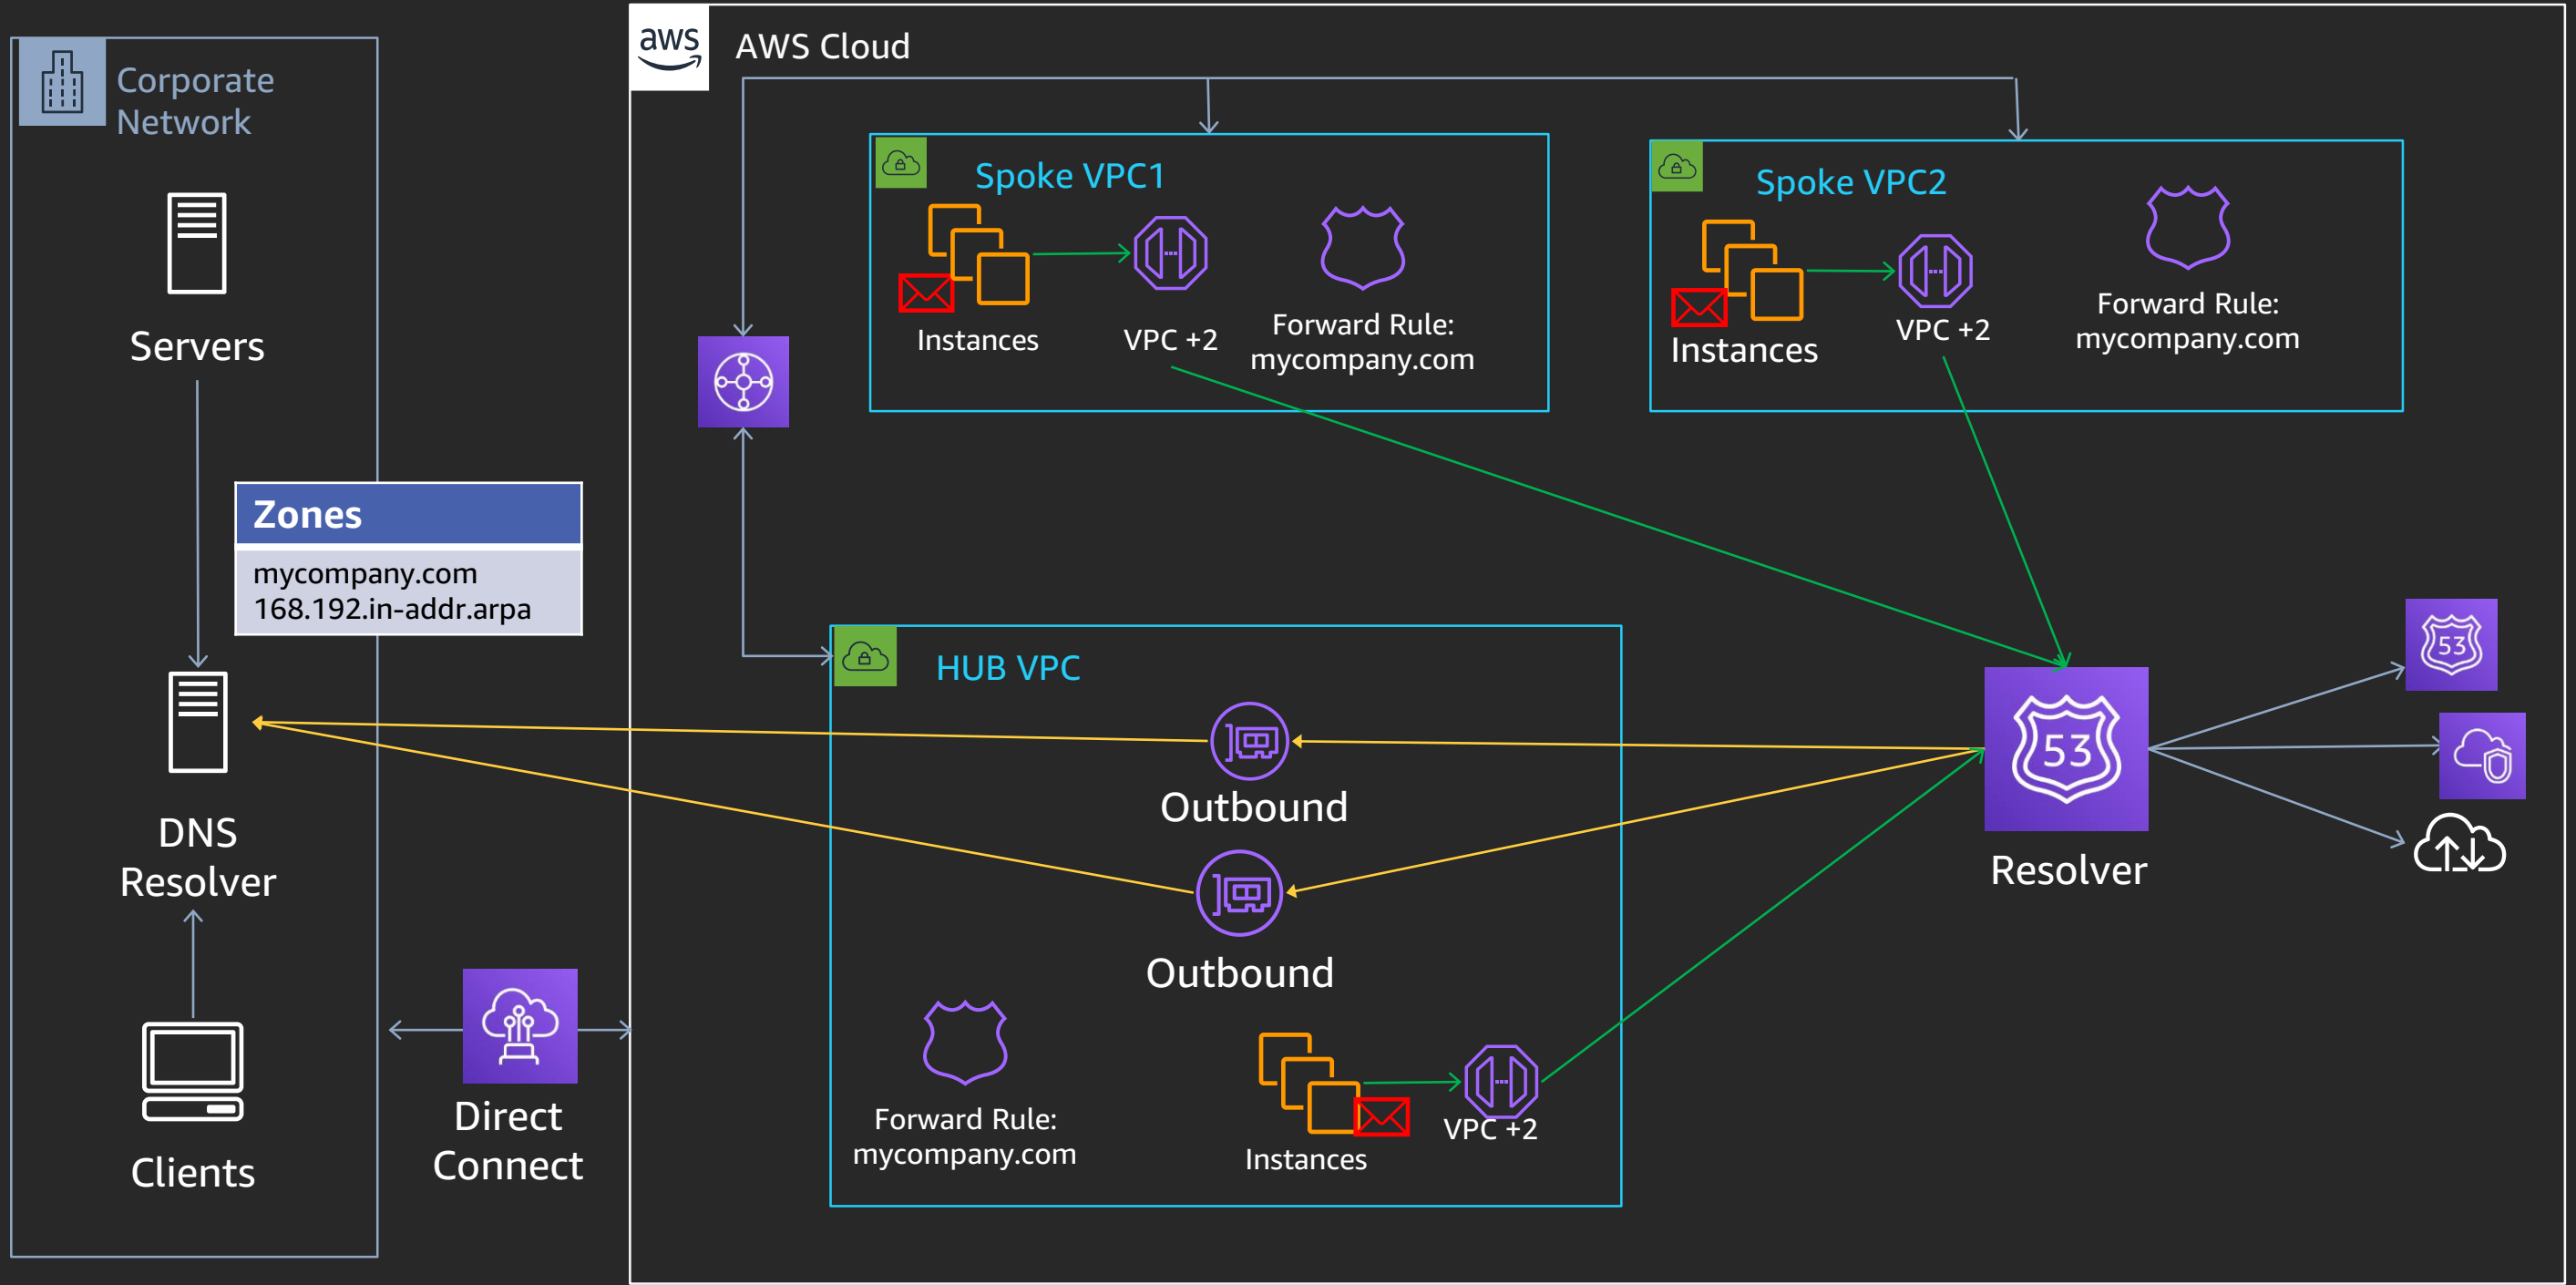 aws
AWS Cloud
Corporate
Network
Servers
Zones
mycompany.com
168.192.in-addr.arpa
DNS
Resolver
Clients
Direct
Connect
Spoke VPC1
Instances
VPC +2
Forward Rule:
mycompany.com
Spoke VPC2
Instances
VPC +2
Forward Rule:
mycompany.com
HUB VPC
Outbound
Outbound
Forward Rule:
mycompany.com
Instances
VPC +2
53
Resolver
53